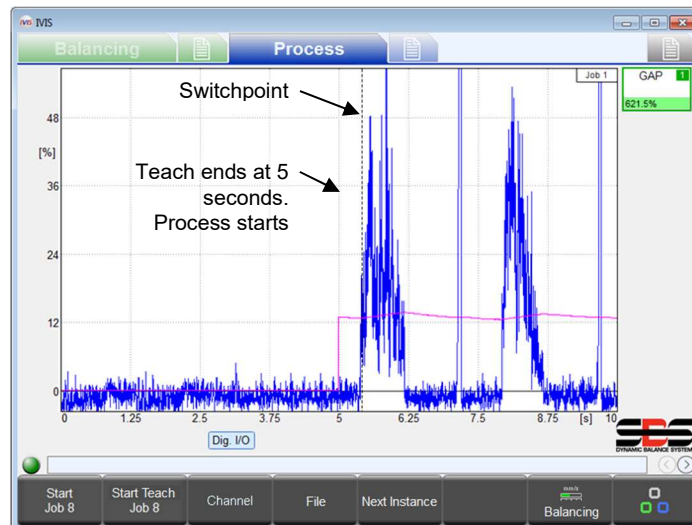 IVIS IVIS
Balancing
Process
Job 1
GAP 1
621.5%
Switchpoint
Teach ends at 5
seconds.
Process starts
48
[%]
36
24
12
0
0 1.25 2.5 3.75 5 6.25 7.5 8.75 [s] 10
Dig. I/O
SBS
DYNAMIC BALANCE SYSTEMS
Start
Job 8
Start Teach
Job 8
Channel
File
Next Instance
mm/s
Balancing